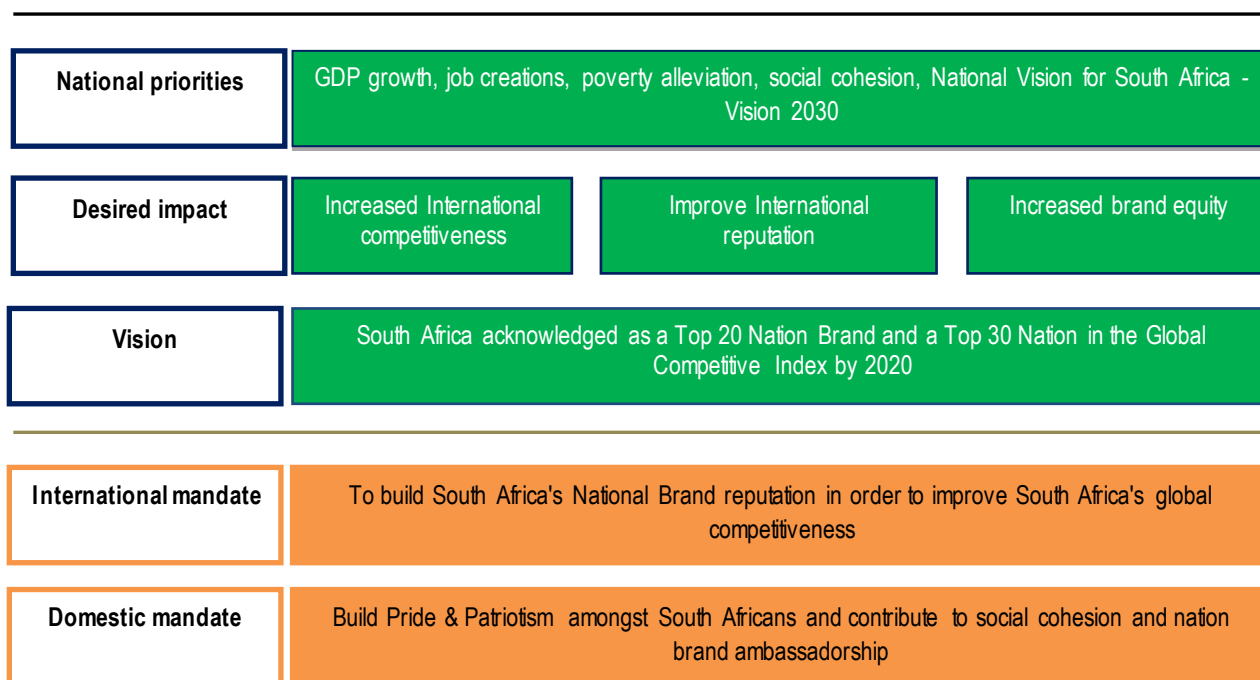 National priorities
GDP growth, job creations, poverty alleviation, social cohesion, National Vision for South Africa -
Vision 2030
Desired impact
Increased International
competitiveness
Improve International
reputation
Increased brand equity
Vision
South Africa acknowledged as a Top 20 Nation Brand and a Top 30 Nation in the Global
Competitive Index by 2020
International mandate
To build South Africa's National Brand reputation in order to improve South Africa's global
competitiveness
Domestic mandate
Build Pride & Patriotism amongst South Africans and contribute to social cohesion and nation
brand ambassadorship